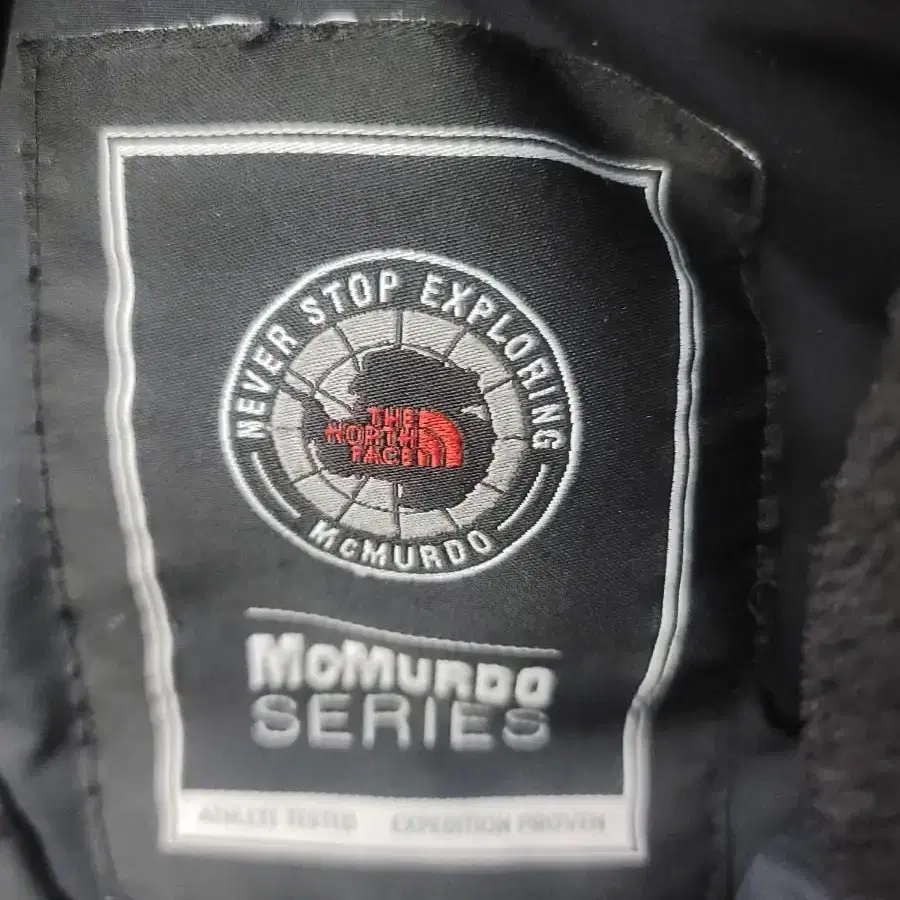 NEVER STOP EXPLORING
THE
NORTH
FACE
McMURDO
McMURDO
SERIES
ATHLETE TESTED EXPEDITION PROVEN